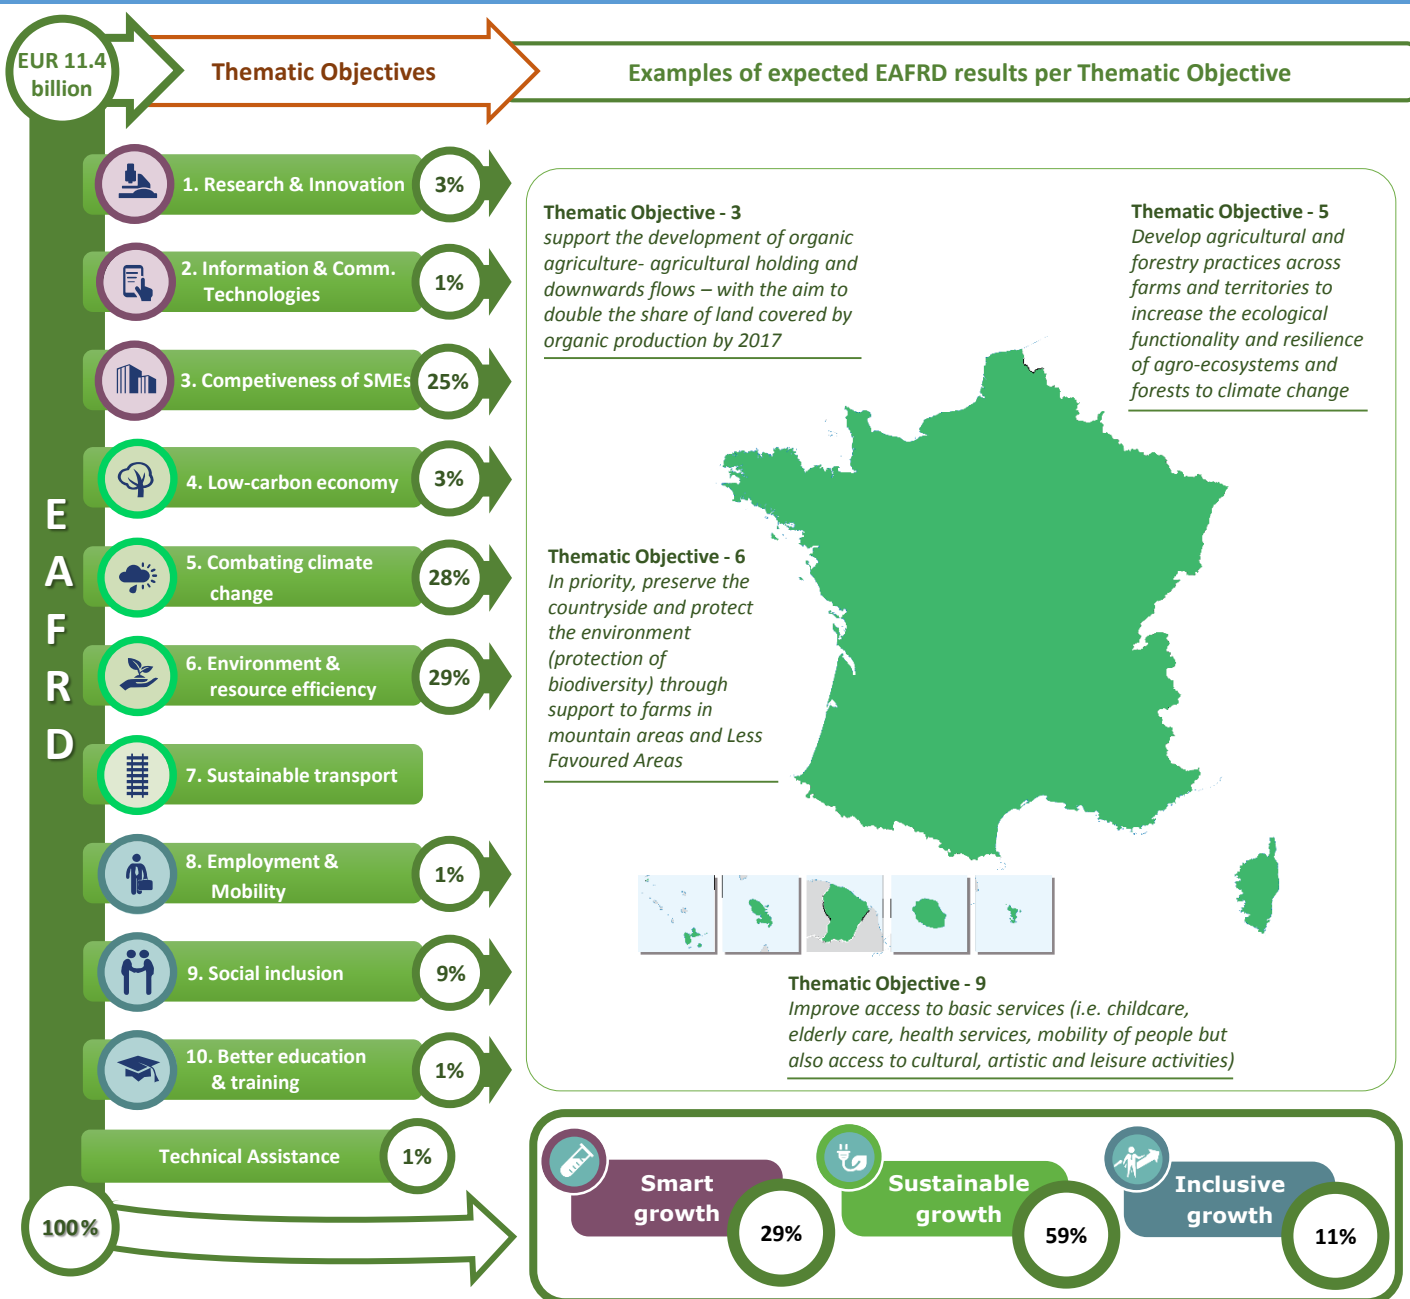 EUR 11.4
billion
Thematic Objectives
Examples of expected EAFRD results per Thematic Objective
E
A
F
R
D
1. Research & Innovation
3%
2. Information & Comm.
Technologies
1%
3. Competiveness of SMEs
25%
4. Low-carbon economy
3%
5. Combating climate
change
28%
6. Environment &
resource efficiency
29%
7. Sustainable transport
8. Employment &
Mobility
1%
9. Social inclusion
9%
10. Better education
& training
1%
Technical Assistance
1%
100%
Thematic Objective - 3
support the development of organic
agriculture- agricultural holding and
downwards flows – with the aim to
double the share of land covered by
organic production by 2017
Thematic Objective - 5
Develop agricultural and
forestry practices across
farms and territories to
increase the ecological
functionality and resilience
of agro-ecosystems and
forests to climate change
Thematic Objective - 6
In priority, preserve the
countryside and protect
the environment
(protection of
biodiversity) through
support to farms in
mountain areas and Less
Favoured Areas
Thematic Objective - 9
Improve access to basic services (i.e. childcare,
elderly care, health services, mobility of people but
also access to cultural, artistic and leisure activities)
Smart
growth
29%
Sustainable
growth
59%
Inclusive
growth
11%